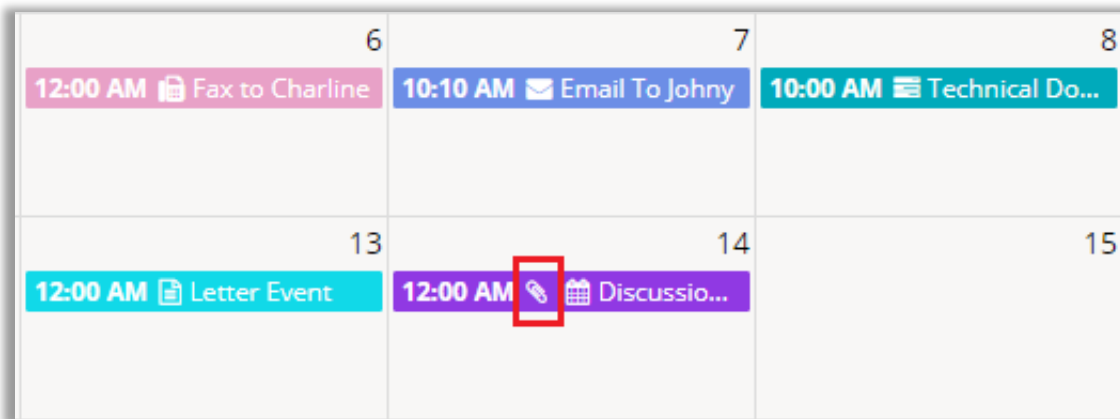 6
7
8
12:00 AM Fax to Charline
10:10 AM Email To Johny
10:00 AM Technical Do...
13
14
15
12:00 AM Letter Event
12:00 AM Discussio...